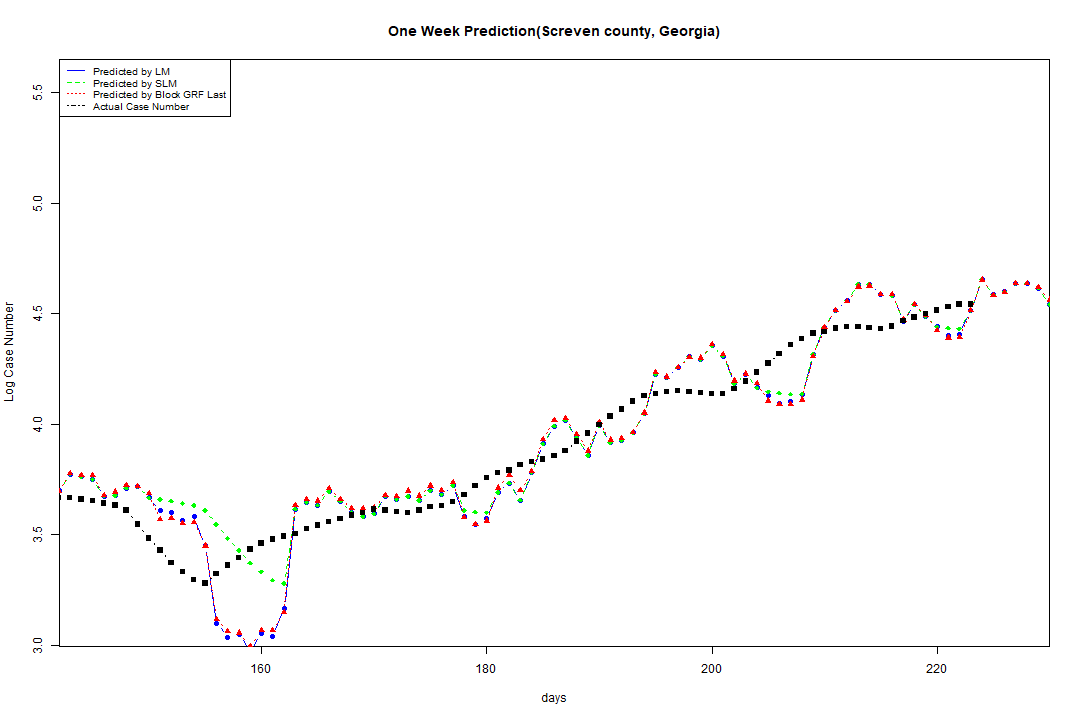 One Week Prediction(Screven county, Georgia)
Predicted by LM
Predicted by SLM
Predicted by Block GRF Last
Actual Case Number
5.5
5.0
4.5
4.0
3.5
3.0
Log Case Number
160 180 200 220
days